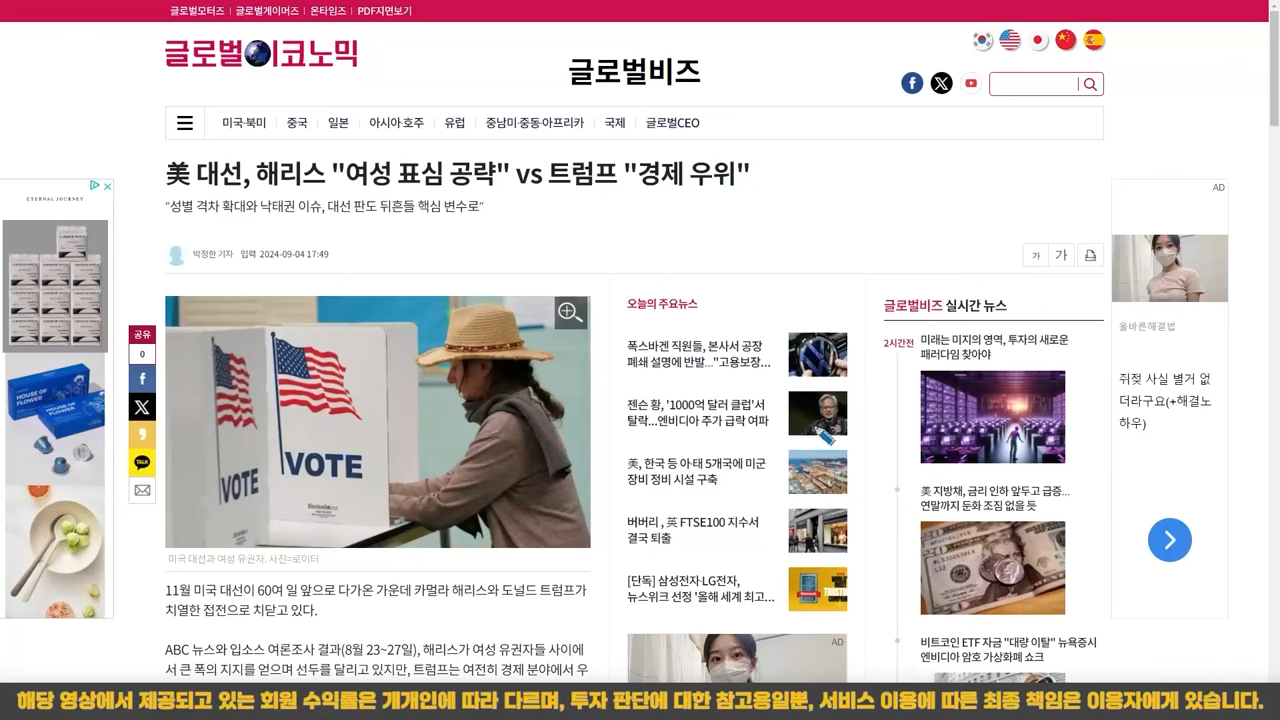 글로벌모터즈 | 글로벌게이머즈 | 온타임즈 | PDF지면보기
글로벌이코노믹
글로벌비즈
미국·북미 중국 일본 아시아·호주 유럽 중남미·중동·아프리카 국제 글로벌CEO
美 대선, 해리스 "여성 표심 공략" vs 트럼프 "경제 우위"
“성별 격차 확대와 낙태권 이슈, 대선 판도 뒤흔들 핵심 변수로”
박정한 기자 입력 2024-09-04 17:49
가 가
ETERNAL JOURNEY
HOUSE OF FLOWER
HOUSE OF FLOWER
공유
0
TALK
VOTE
VOTE
미국 대선과 여성 유권자. 사진=로이터
11월 미국 대선이 60여 일 앞으로 다가온 가운데 카멀라 해리스와 도널드 트럼프가
치열한 접전으로 치닫고 있다.
ABC 뉴스와 입소스 여론조사 결과(8월 23~27일), 해리스가 여성 유권자들 사이에
서 큰 폭의 지지를 얻으며 선두를 달리고 있지만, 트럼프는 여전히 경제 분야에서 우
오늘의 주요뉴스
폭스바겐 직원들, 본사서 공장
폐쇄 설명에 반발..."고용보장...
젠슨 황, '1000억 달러 클럽'서
탈락...엔비디아 주가 급락 여파
美, 한국 등 아·태 5개국에 미군
장비 정비 시설 구축
버버리 , 英 FTSE100 지수서
결국 퇴출
[단독] 삼성전자·LG전자,
뉴스위크 선정 '올해 세계 최고...
AD
글로벌비즈 실시간 뉴스
2시간전
미래는 미지의 영역, 투자의 새로운
패러다임 찾아야
美 지방채, 금리 인하 앞두고 급증...
연말까지 둔화 조짐 없을 듯
비트코인 ETF 자금 "대량 이탈" 뉴욕증시
엔비디아 암호 가상화폐 쇼크
AD
올바른해결법
쥐젖 사실 별거 없
더라구요(+해결노
하우)
해당 영상에서 제공되고 있는 회원 수익률은 개개인에 따라 다르며, 투자 판단에 대한 참고용일뿐, 서비스 이용에 따른 최종 책임은 이용자에게 있습니다.